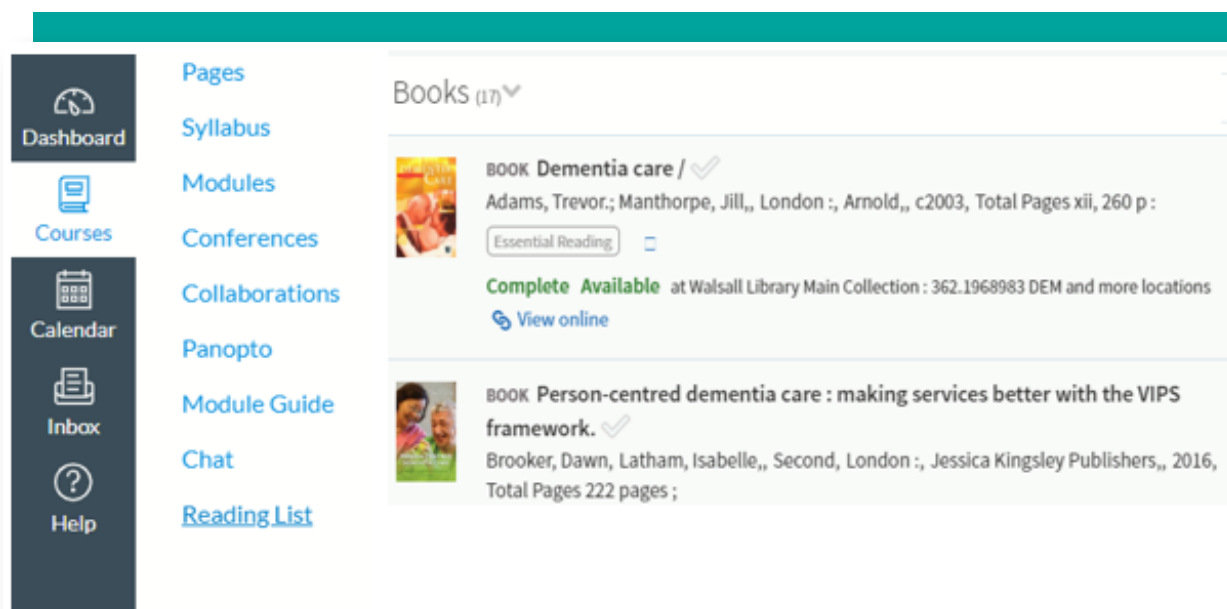 Dashboard
Courses
Calendar
Inbox
Help
Pages
Syllabus
Modules
Conferences
Collaborations
Panopto
Module Guide
Chat
Reading List
Books (17)
BOOK Dementia care /
Adams, Trevor.; Manthorpe, Jill,, London :, Arnold,, c2003, Total Pages xii, 260 p :
Essential Reading
Complete Available at Walsall Library Main Collection : 362.1968983 DEM and more locations
View online
BOOK Person-centred dementia care : making services better with the VIPS
framework.
Brooker, Dawn, Latham, Isabelle,, Second, London :, Jessica Kingsley Publishers,, 2016,
Total Pages 222 pages ;